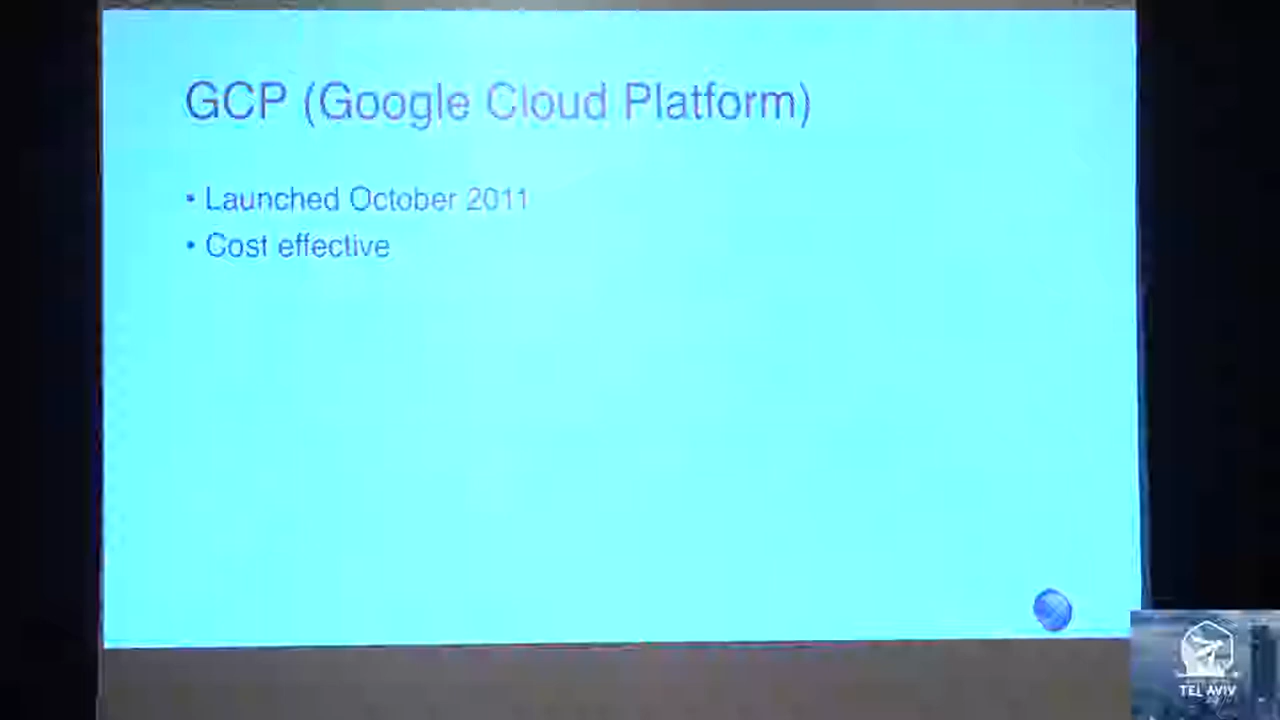 GCP (Google Cloud Platform)
• Launched October 2011
• Cost effective
TEL AVIV